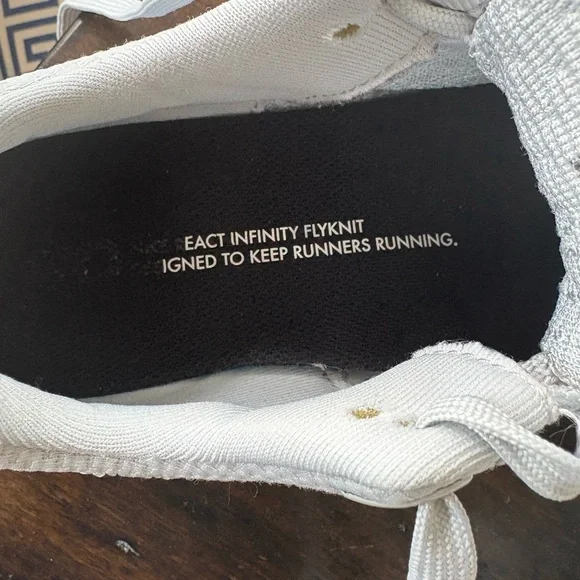 EACT INFINITY FLYKNIT
IGNED TO KEEP RUNNERS RUNNING.